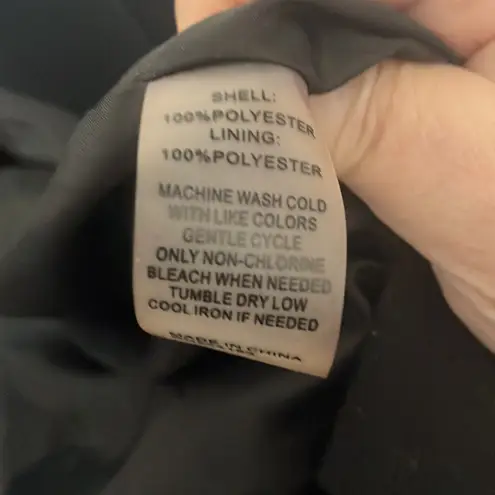 SHELL:
100%POLYESTER
LINING:
100%POLYESTER
MACHINE WASH COLD
WITH LIKE COLORS
GENTLE CYCLE
ONLY NON-CHLORINE
BLEACH WHEN NEEDED
TUMBLE DRY LOW
COOL IRON IF NEEDED
MADE IN CHINA